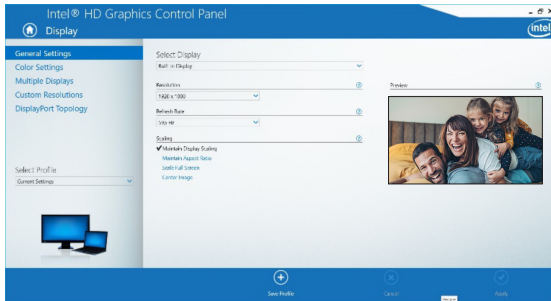 Intel® HD Graphics Control Panel
Display
intel
General Settings
Color Settings
Multiple Displays
Custom Resolutions
DisplayPort Topology
Select Profile
Current Settings
Select Display
Built in Display
Resolution
Refresh Rate
Scaling
Maintain Display Scaling
Maintain Aspect Ratio
Scale Full Screen
Center Image
Preview
Save Profile
Cancel
Apply